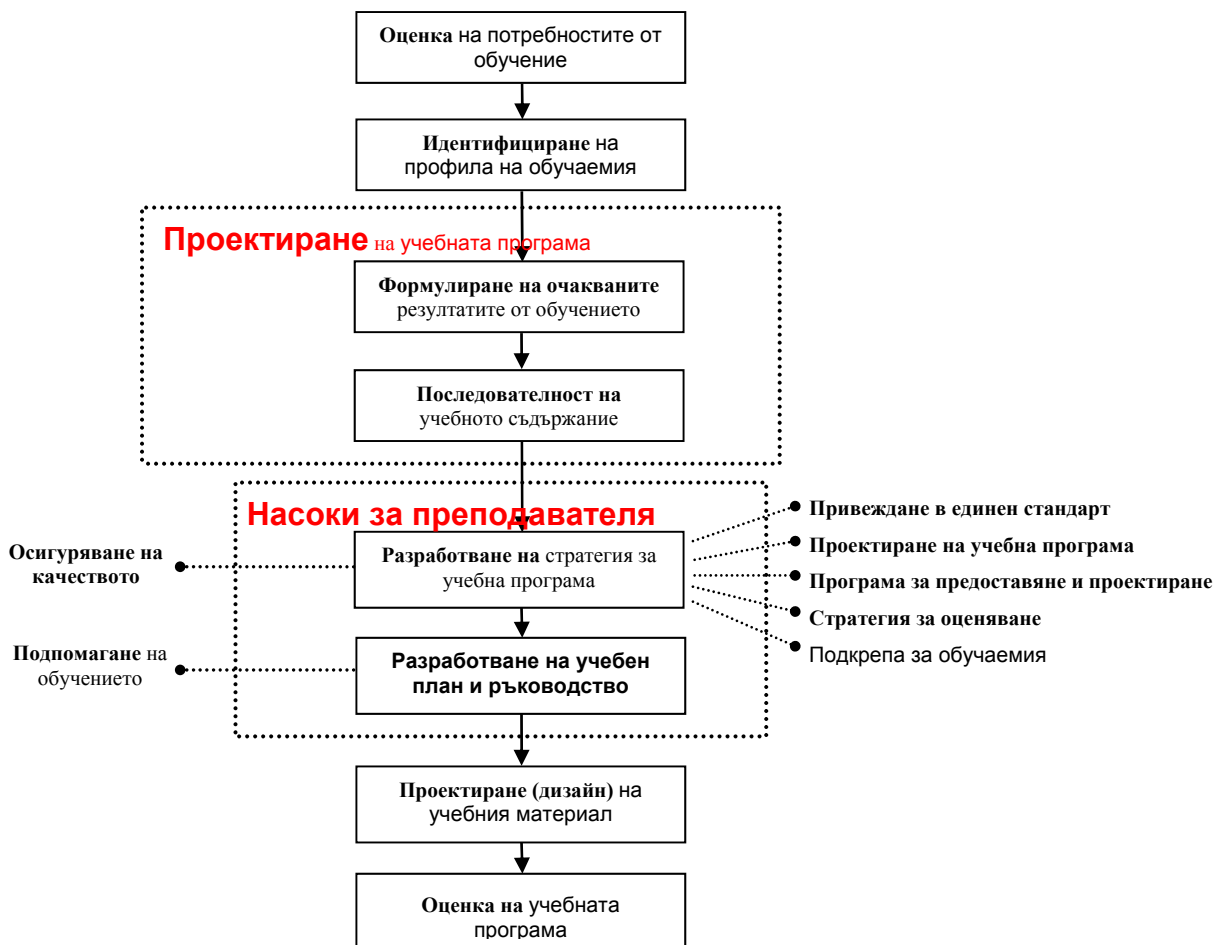 Оценка на потребностите от
обучение
Идентифициране на
профила на обучаемия
Проектиране на учебната програма
Формулиране на очакваните
резултатите от обучението
Последователност на
учебното съдържание
Насоки за преподавателя
Разработване на стратегия за
учебна програма
Осигуряване на
качеството
Привеждане в единен стандарт
Проектиране на учебна програма
Програма за предоставяне и проектиране
Стратегия за оценяване
Подкрепа за обучаемия
Подпомагане на
обучението
Разработване на учебен
план и ръководство
Проектиране (дизайн) на
учебния материал
Оценка на учебната
програма